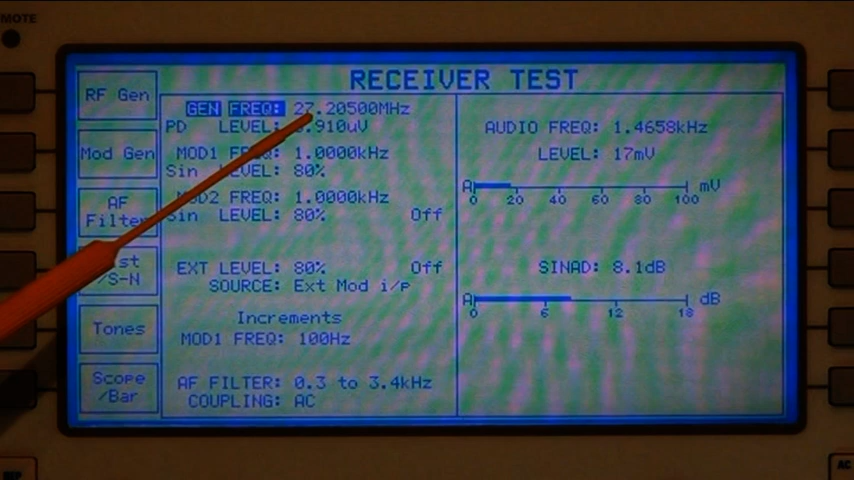 MOTE
RECEIVER TEST
RF Gen
Mod Gen
AF
Filter
/S-N
Tones
Scope
/Bar
GEN FREQ: 27.20500MHz
PD LEVEL: .910uV
MOD1 FREQ: 1.0000kHz
Sin LEVEL: 80%
MOD2 FREQ: 1.0000kHz
Sin LEVEL: 80% Off
EXT LEVEL: 80% Off
SOURCE: Ext Mod i/p
Increments
MOD1 FREQ: 100Hz
AF FILTER: 0.3 to 3.4kHz
COUPLING: AC
AUDIO FREQ: 1.4658kHz
LEVEL: 17mV
A mV
0 20 40 60 80 100
SINAD: 8.1dB
A dB
0 6 12 18
AC